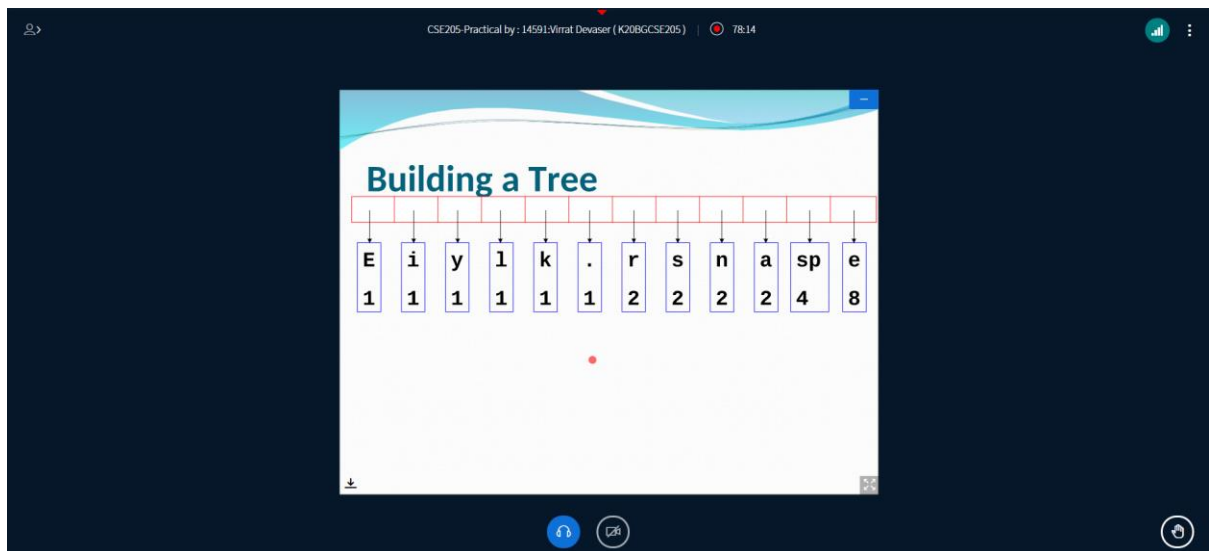 CSE205-Practical by : 14591:Virrat Devaser ( K20BGCSE205 ) | 78:14
Building a Tree
E i y l k . r s n a sp e
1 1 1 1 1 1 2 2 2 2 4 8